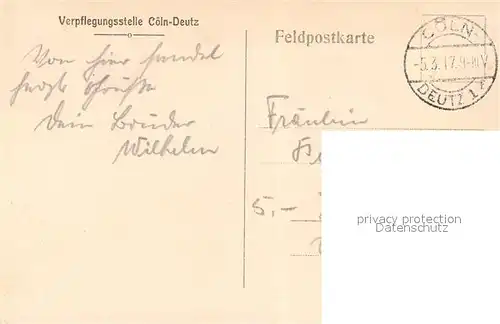 Verpflegungsstelle Cöln-Deutz
Von hier sendet
herzl. Grüße
Dein Bruder
Wilhelm
Feldpostkarte
CÖLN-
-5.3.17.9-10V
DEUTZ 1
Fräulein
5.-
privacy protection
Datenschutz